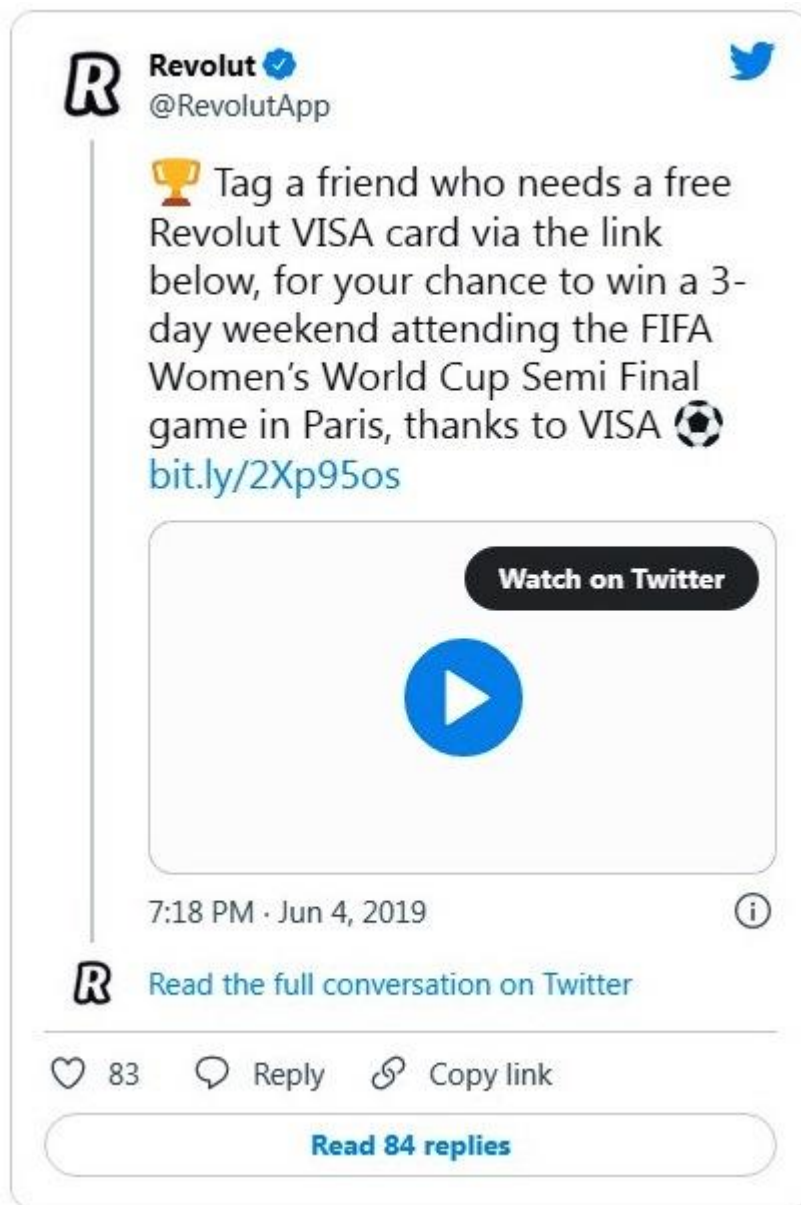 Revolut
@RevolutApp
🏆 Tag a friend who needs a free
Revolut VISA card via the link
below, for your chance to win a 3-
day weekend attending the FIFA
Women’s World Cup Semi Final
game in Paris, thanks to VISA ⚽
bit.ly/2Xp95os
Watch on Twitter
7:18 PM · Jun 4, 2019
Read the full conversation on Twitter
83 Reply Copy link
Read 84 replies